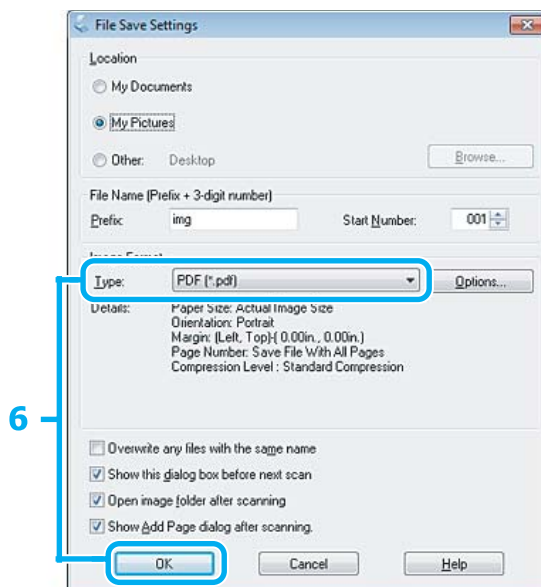 File Save Settings
Location
My Documents
My Pictures
Other: Desktop Browse...
File Name (Prefix + 3-digit number)
Prefix: img Start Number: 001
Image Format
Type: PDF (*.pdf) Options...
Details: Paper Size: Actual Image Size
Orientation: Portrait
Margin: (Left, Top)-( 0.00in., 0.00in.)
Page Number: Save File With All Pages
Compression Level : Standard Compression
6
Overwrite any files with the same name
Show this dialog box before next scan
Open image folder after scanning
Show Add Page dialog after scanning.
OK Cancel Help